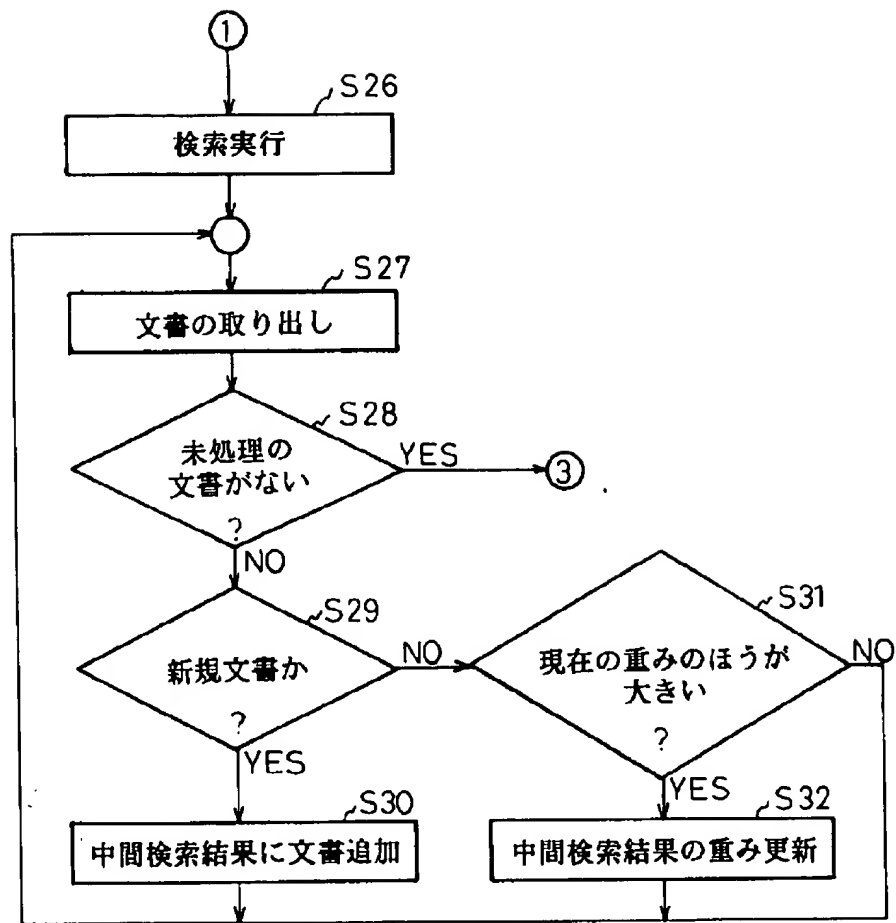 ①
S26
検索実行
S27
文書の取り出し
S28
未処理の
文書がない
?
YES
③
NO
S29
新規文書か
?
NO
S31
現在の重みのほうが
大きい
?
NO
YES
YES
S30
中間検索結果に文書追加
S32
中間検索結果の重み更新